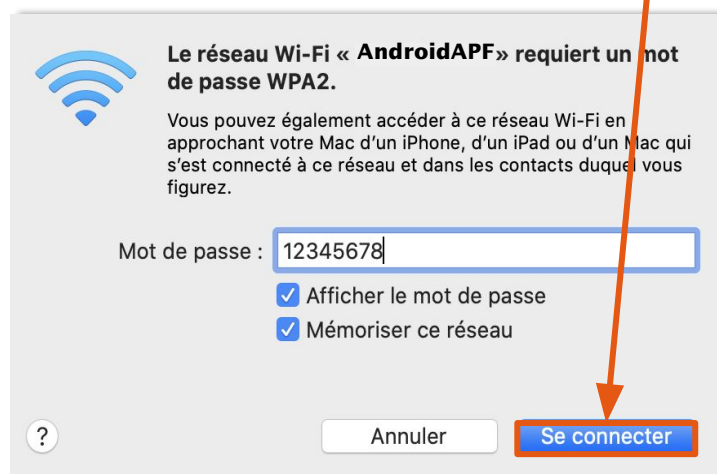 Le réseau Wi-Fi « AndroidAPF» requiert un mot
de passe WPA2.
Vous pouvez également accéder à ce réseau Wi-Fi en
approchant votre Mac d’un iPhone, d’un iPad ou d’un Mac qui
s’est connecté à ce réseau et dans les contacts duquel vous
figurez.
Mot de passe : 12345678
Afficher le mot de passe
Mémoriser ce réseau
? Annuler Se connecter